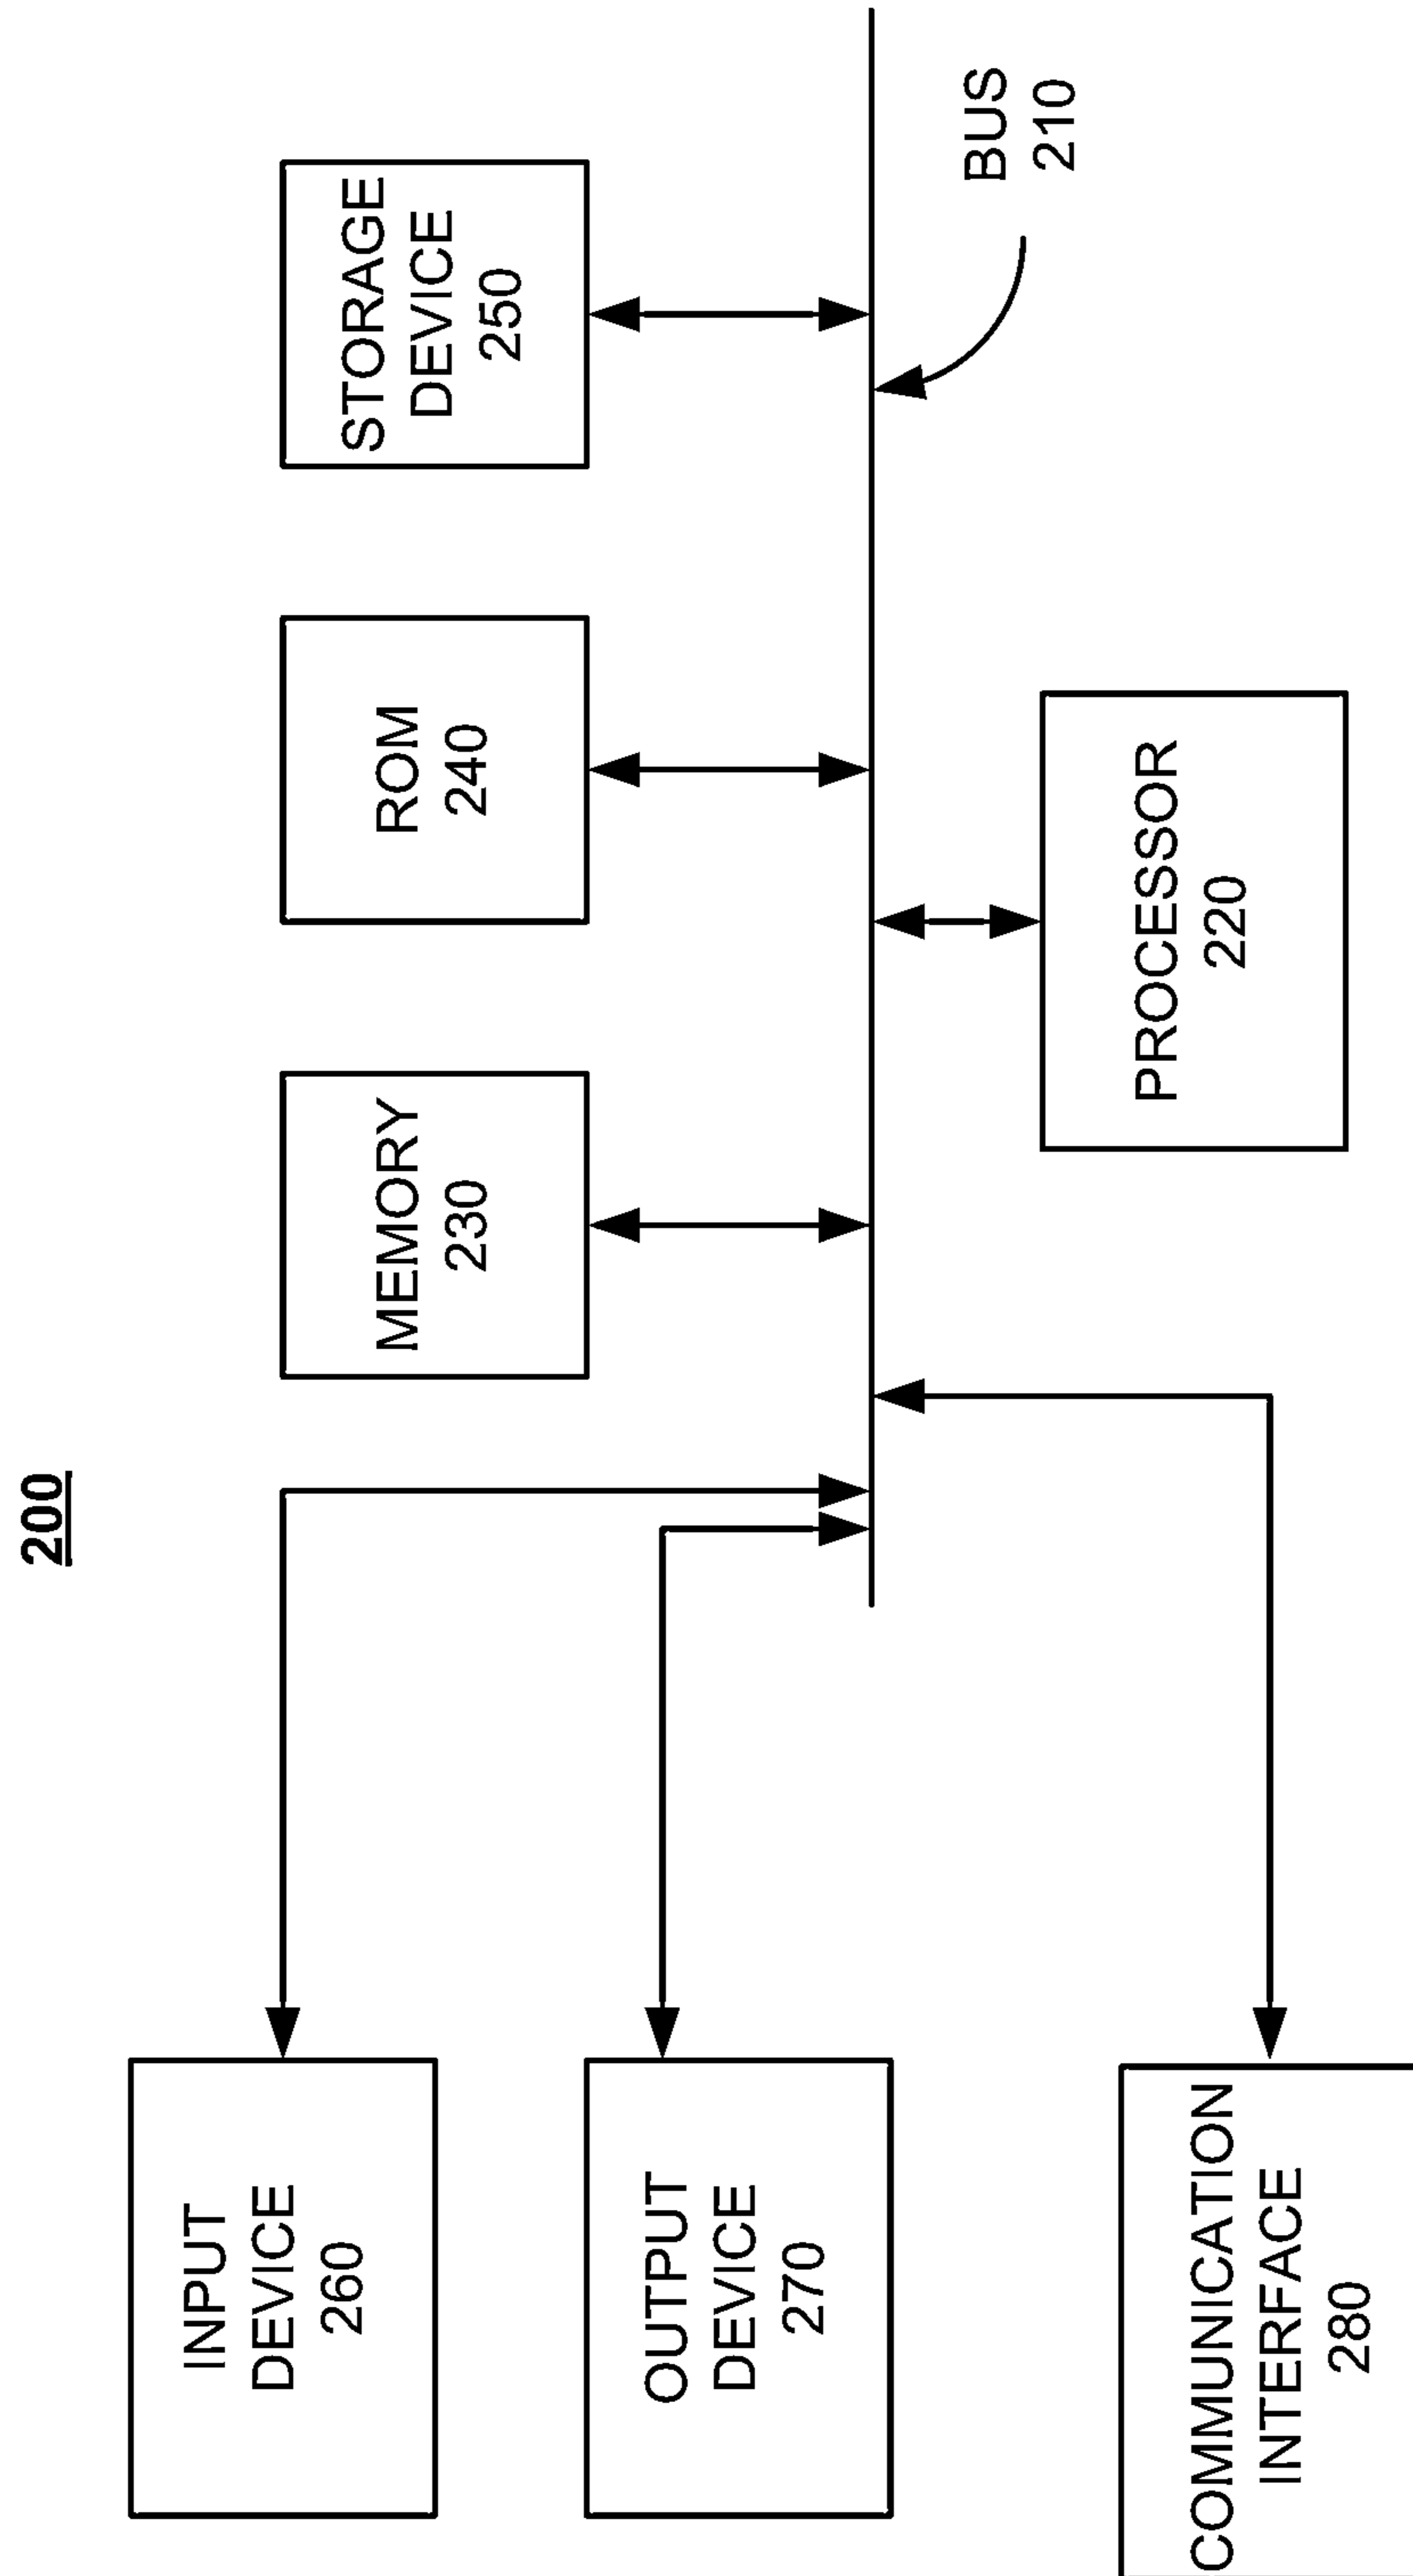 200
INPUT
DEVICE
260
MEMORY
230
ROM
240
STORAGE
DEVICE
250
OUTPUT
DEVICE
270
BUS
210
COMMUNICATION
INTERFACE
280
PROCESSOR
220